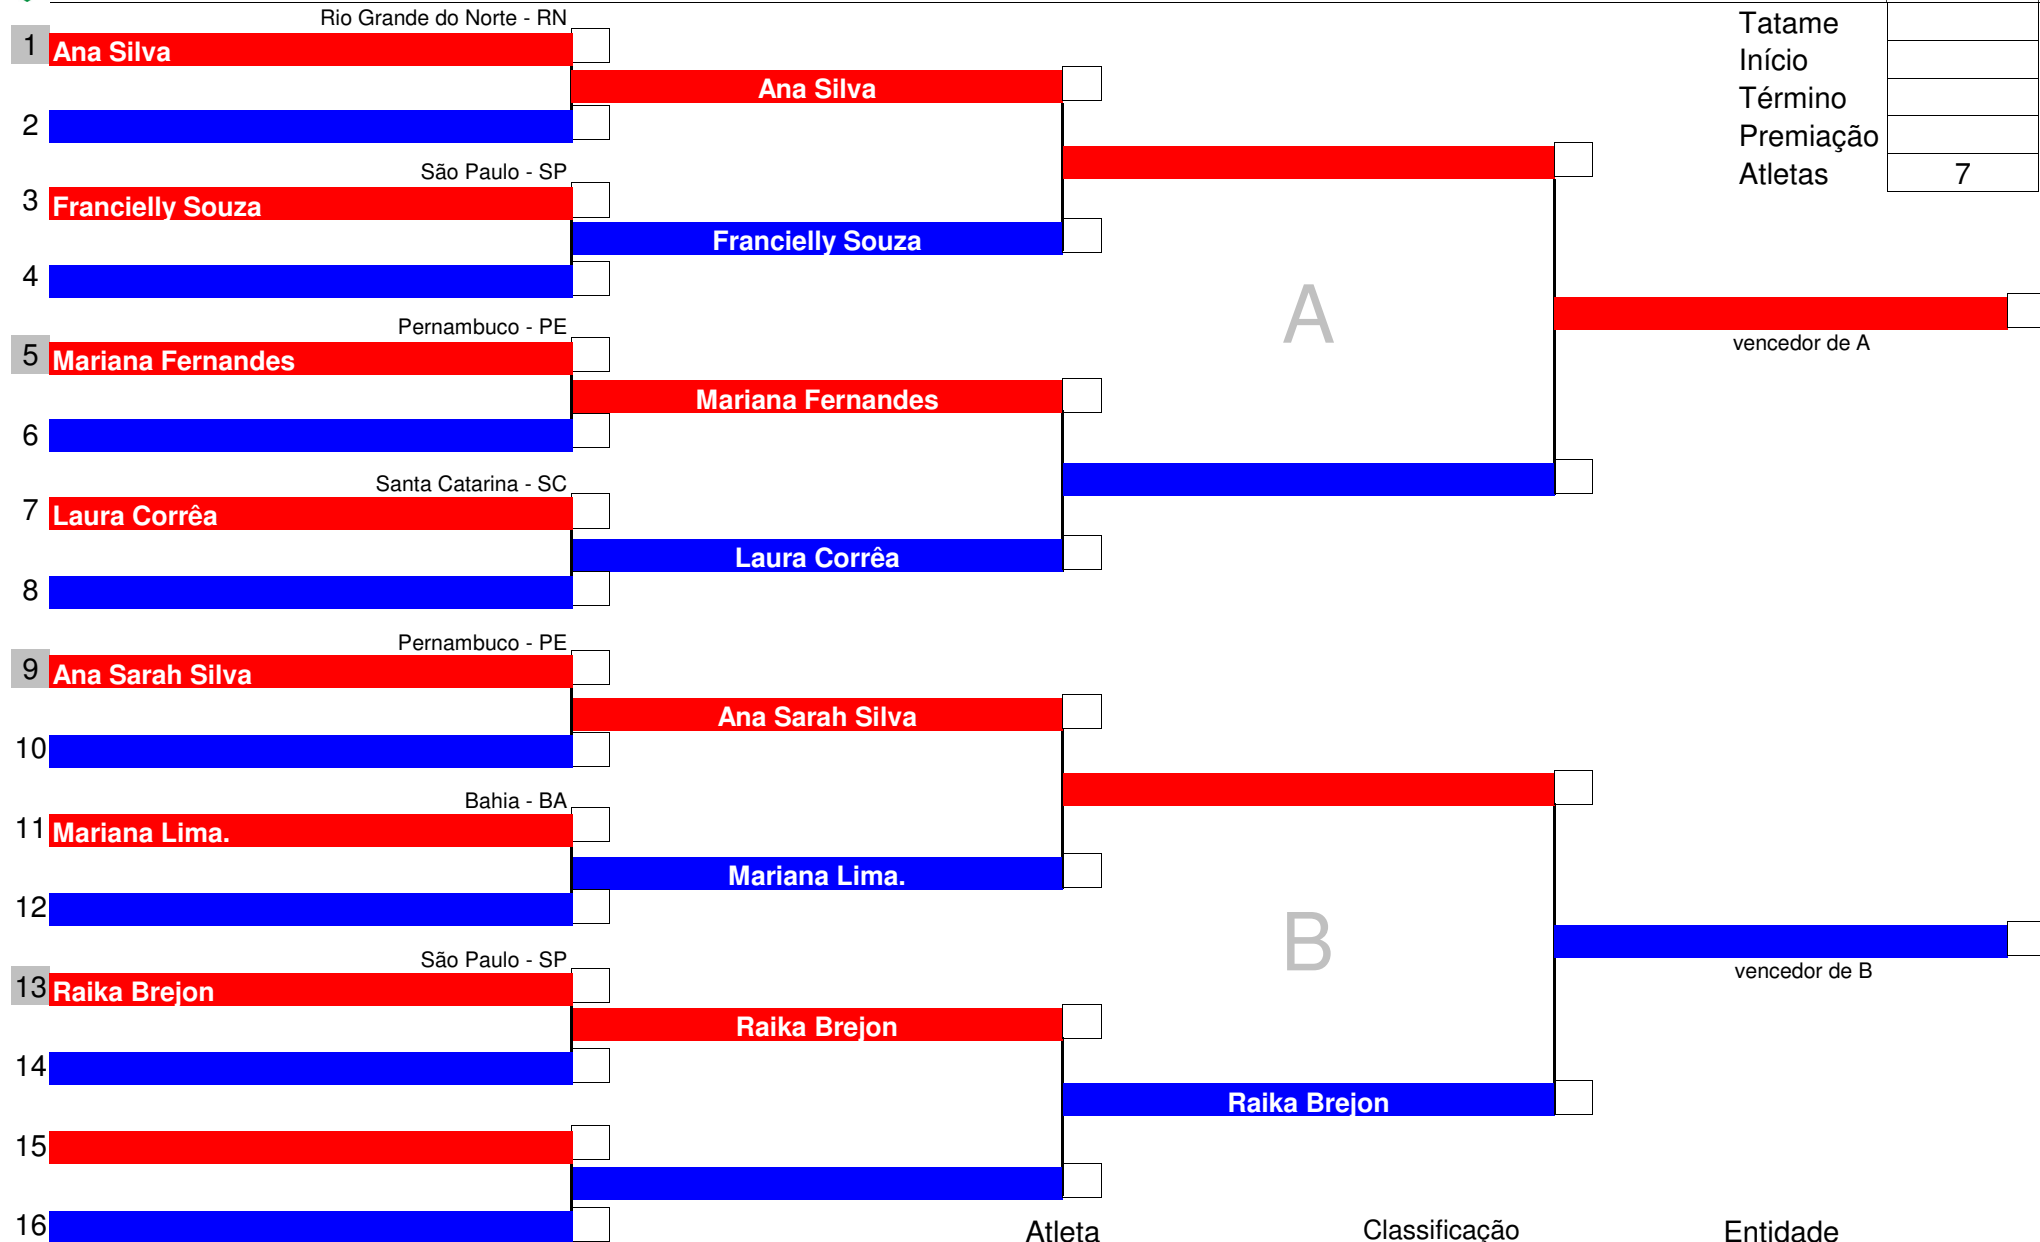 Rio Grande do Norte - RN
1 Ana Silva
Ana Silva
2
São Paulo - SP
3 Francielly Souza
Francielly Souza
4
Pernambuco - PE
5 Mariana Fernandes
Mariana Fernandes
6
Santa Catarina - SC
7 Laura Corrêa
Laura Corrêa
8
Pernambuco - PE
9 Ana Sarah Silva
Ana Sarah Silva
10
Bahia - BA
11 Mariana Lima.
Mariana Lima.
12
São Paulo - SP
13 Raika Brejon
Raika Brejon
14
Raika Brejon
15
16
A
B
vencedor de A
vencedor de B
Tatame
Início
Término
Premiação
Atletas 7
Atleta Classificação Entidade